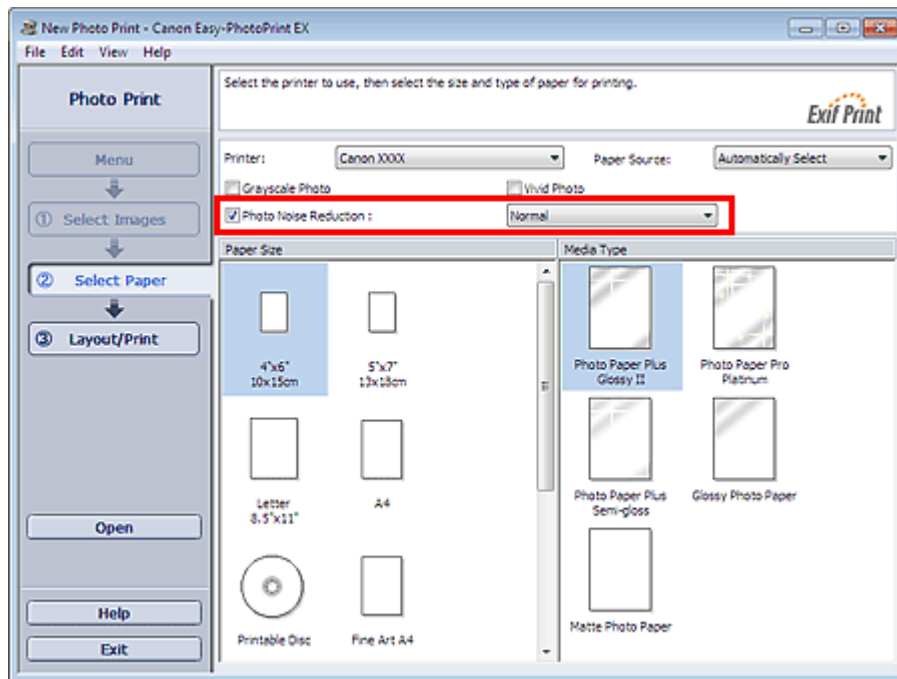 New Photo Print - Canon Easy-PhotoPrint EX
File Edit View Help
Photo Print
Select the printer to use, then select the size and type of paper for printing.
Exif Print
Menu
① Select Images
② Select Paper
③ Layout/Print
Open
Help
Exit
Printer: Canon XXXX Paper Source: Automatically Select
Grayscale Photo Vivid Photo
Photo Noise Reduction : Normal
Paper Size
4"x6"
10x15cm
5"x7"
13x18cm
Letter
8.5"x11"
A4
Printable Disc
Fine Art A4
Media Type
Photo Paper Plus
Glossy II
Photo Paper Pro
Platinum
Photo Paper Plus
Semi-gloss
Glossy Photo Paper
Matte Photo Paper